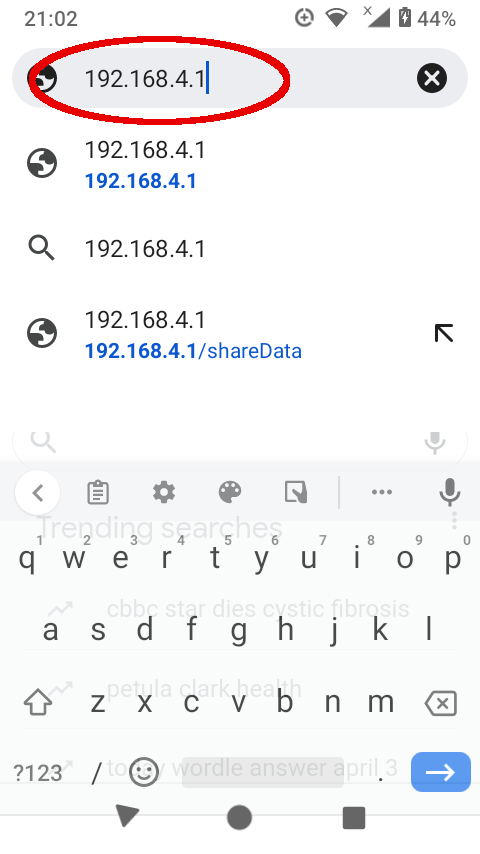 21:02
x
44%
192.168.4.1
192.168.4.1
192.168.4.1
192.168.4.1
192.168.4.1
192.168.4.1/shareData
Trending searches
1 2 3 4 5 6 7 8 9 0
q w e r t y u i o p
cbbc star dies cystic fibrosis
a s d f g h j k l
petula clark health
z x c v b n m
today wordle answer april 3
?123 / .